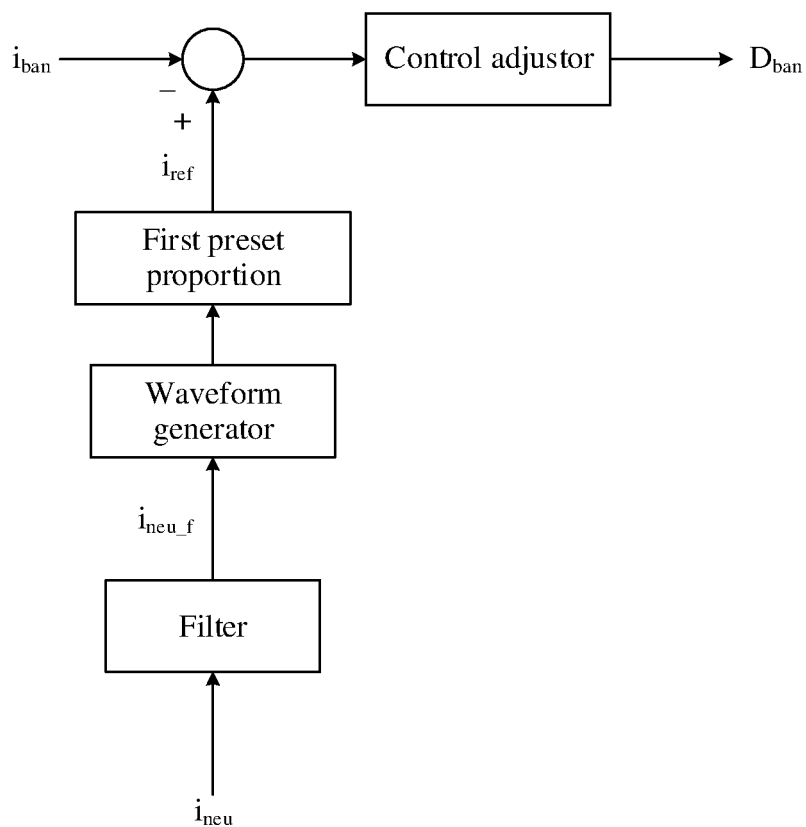 i_ban
Control adjustor
D_ban
−
+
i_ref
First preset
proportion
Waveform
generator
i_neu_f
Filter
i_neu